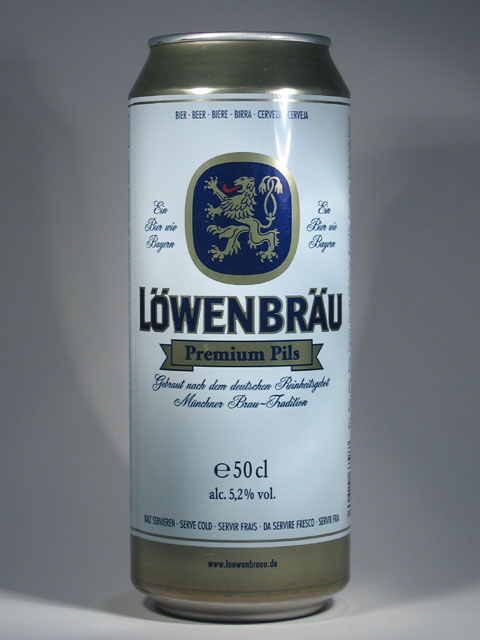 BIER · BEER · BIERE · BIRRA · CERVEZA · CERVEJA
Ein
Bier wie
Bayern
Ein
Bier wie
Bayern
LÖWENBRÄU
Premium Pils
Gebraut nach dem deutschen Reinheitsgebot
Münchner Brau-Tradition
℮ 50 cl
alc. 5,2% vol.
KALT SERVIEREN · SERVE COLD · SERVIR FRAIS · DA SERVIRE FRESCO · SERVIR
www.loewenbraeu.de